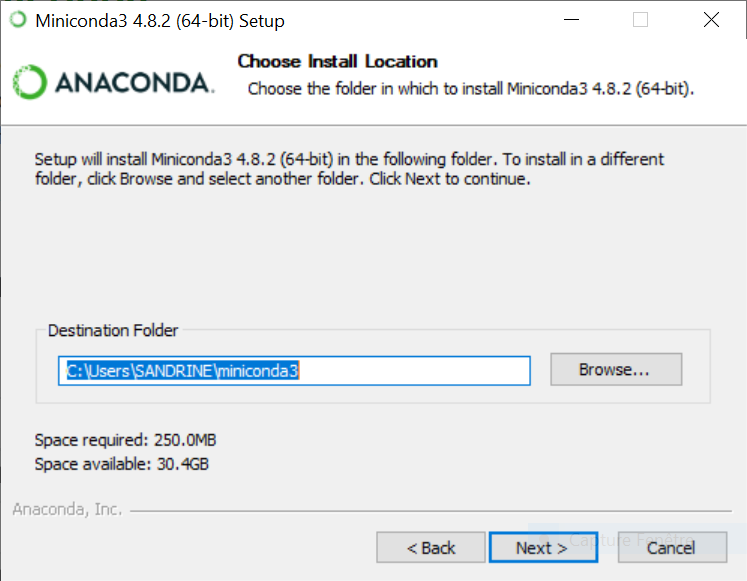 Miniconda3 4.8.2 (64-bit) Setup
ANACONDA.
Choose Install Location
Choose the folder in which to install Miniconda3 4.8.2 (64-bit).
Setup will install Miniconda3 4.8.2 (64-bit) in the following folder. To install in a different
folder, click Browse and select another folder. Click Next to continue.
Destination Folder
C:\Users\SANDRINE\miniconda3
Browse...
Space required: 250.0MB
Space available: 30.4GB
Anaconda, Inc.
Capture Fenêtre
< Back
Next >
Cancel